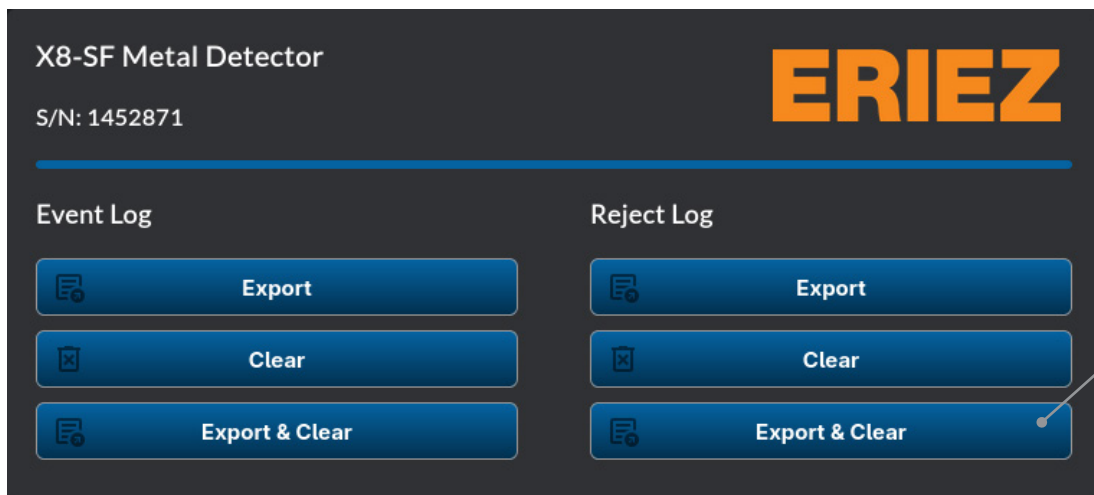 X8-SF Metal Detector
ERIEZ
S/N: 1452871
Event Log
Export
Clear
Export & Clear
Reject Log
Export
Clear
Export & Clear